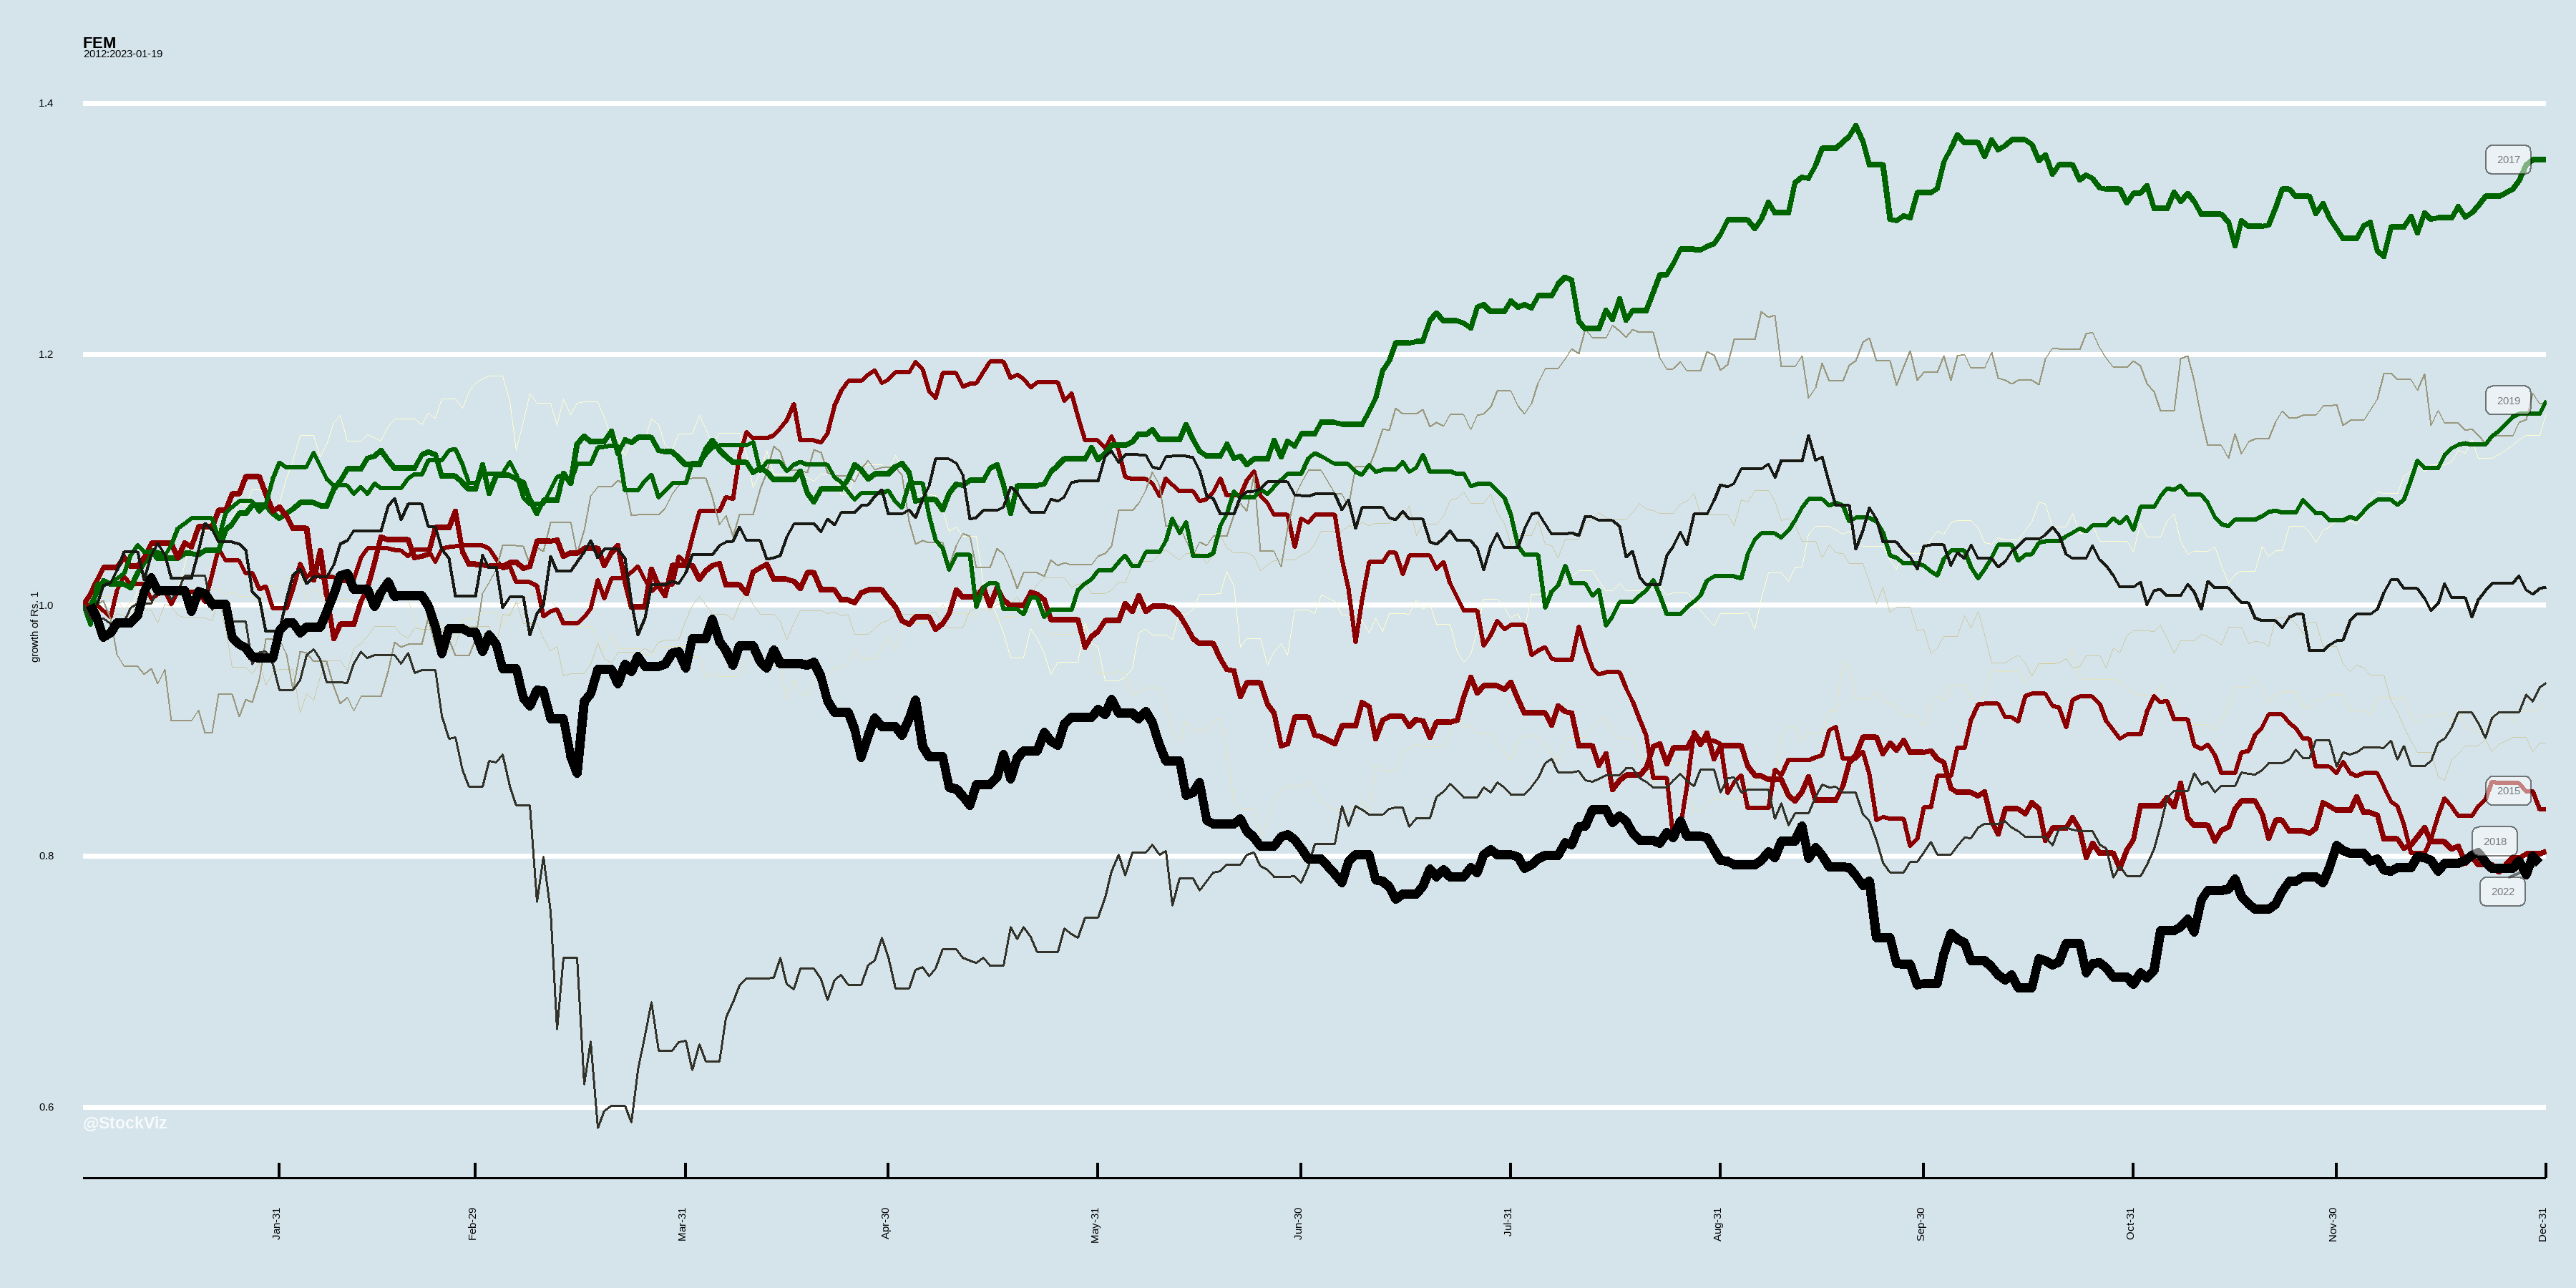 FEM
2012:2023-01-19
1.4
1.2
1.0
0.8
0.6
growth of Rs. 1
2017
2019
2015
2018
2022
@StockViz
Jan-31
Feb-29
Mar-31
Apr-30
May-31
Jun-30
Jul-31
Aug-31
Sep-30
Oct-31
Nov-30
Dec-31